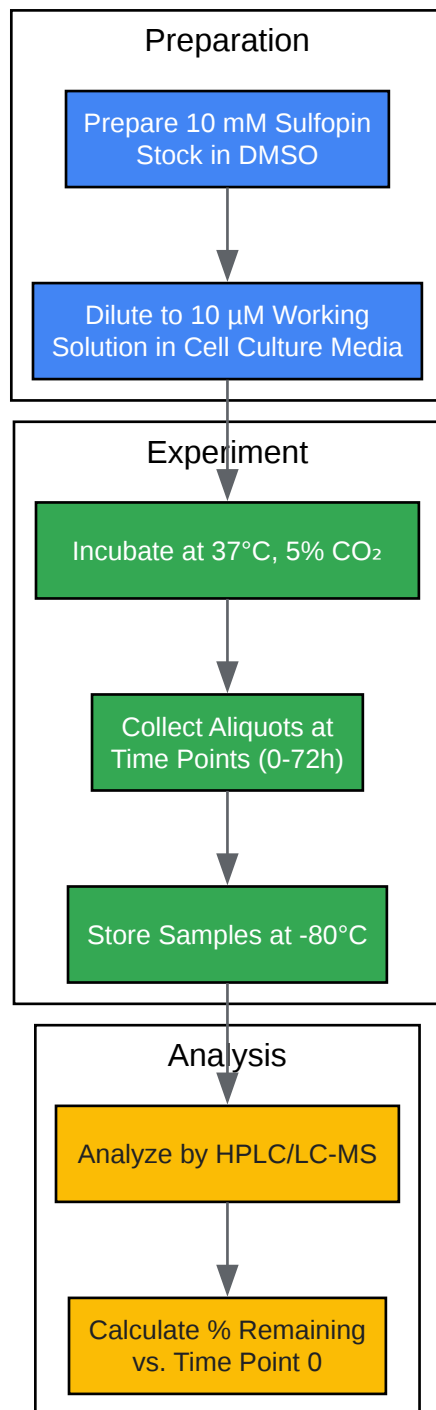 Preparation
Prepare 10 mM Sulfopin
Stock in DMSO
Dilute to 10 µM Working
Solution in Cell Culture Media
Experiment
Incubate at 37°C, 5% CO₂
Collect Aliquots at
Time Points (0-72h)
Store Samples at -80°C
Analysis
Analyze by HPLC/LC-MS
Calculate % Remaining
vs. Time Point 0